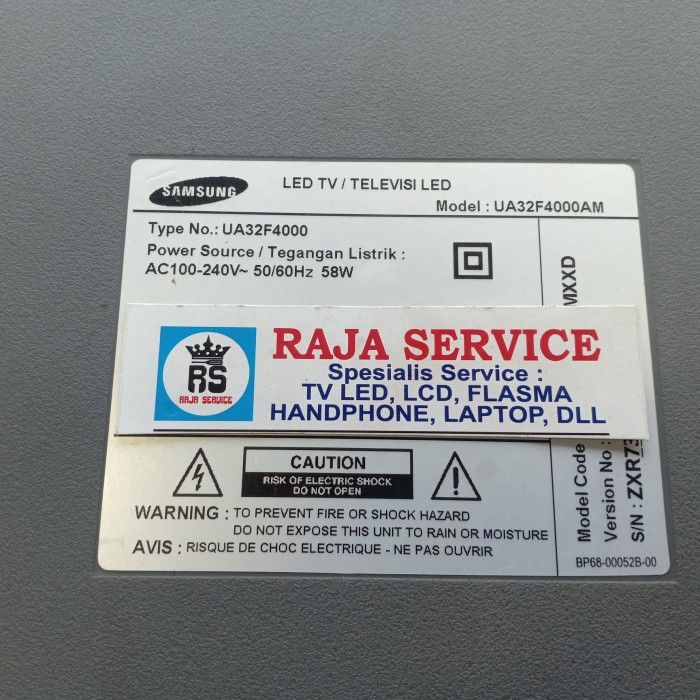 SAMSUNG
LED TV / TELEVISI LED
Model : UA32F4000AM
Type No.: UA32F4000
Power Source / Tegangan Listrik :
AC100-240V~ 50/60Hz 58W
RS
RAJA SERVICE
RAJA SERVICE
Spesialis Service :
TV LED, LCD, FLASMA
HANDPHONE, LAPTOP, DLL
CAUTION
RISK OF ELECTRIC SHOCK
DO NOT OPEN
WARNING : TO PREVENT FIRE OR SHOCK HAZARD
DO NOT EXPOSE THIS UNIT TO RAIN OR MOISTURE
AVIS : RISQUE DE CHOC ELECTRIQUE - NE PAS OUVRIR
Model Code
MXXD
Version No :
S/N : ZXR73
BP68-00052B-00